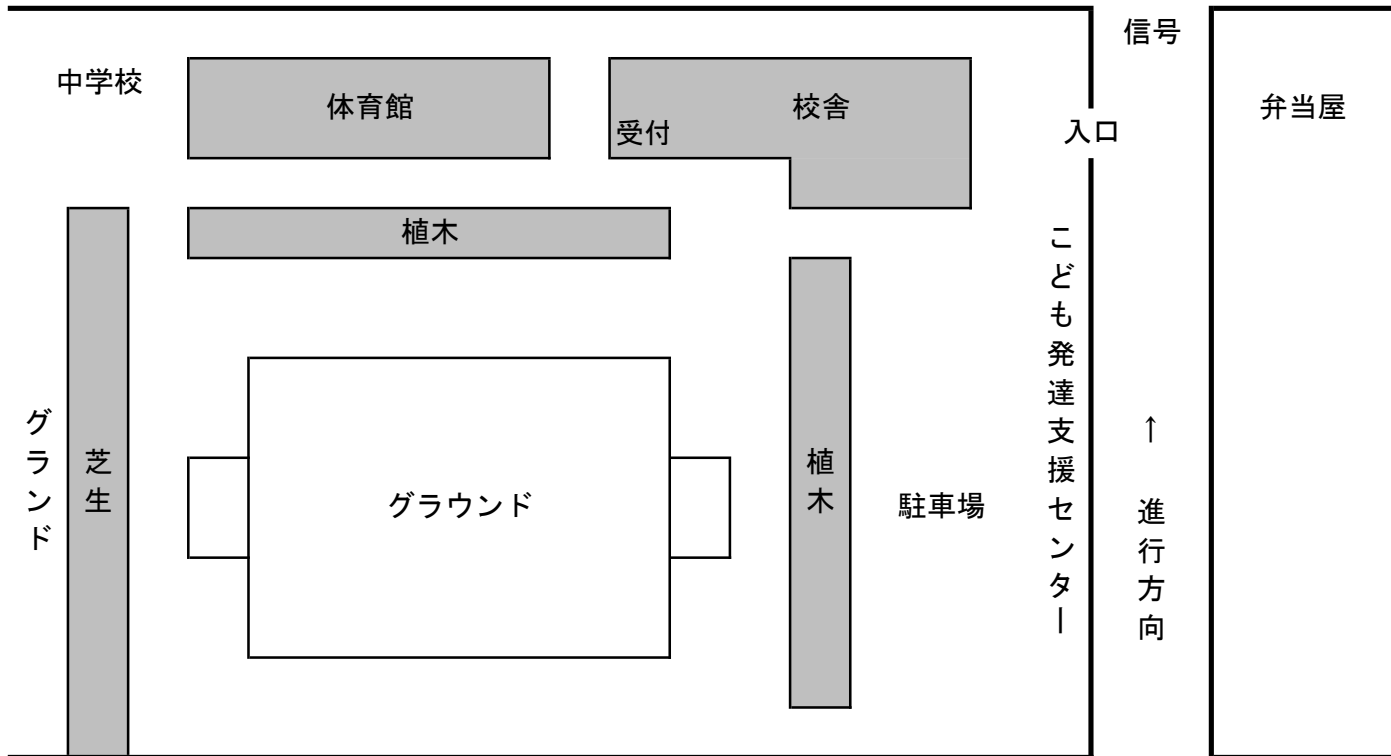 信号
中学校
体育館
校舎
弁当屋
受付
入口
植木
こども発達支援センター
グランド
芝生
グラウンド
植木
駐車場
↑ 進行方向